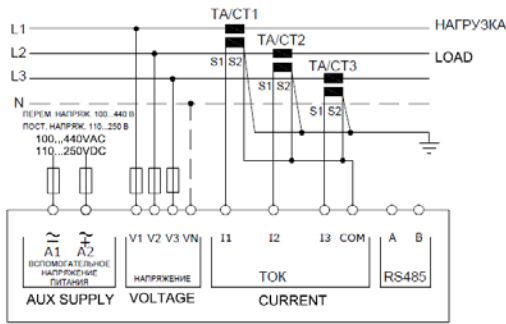 TA/CT1
L1
НАГРУЗКА
L2
TA/CT2
LOAD
S1 S2
L3
TA/CT3
S1 S2
N
S1 S2
ПЕРЕМ. НАПРЯЖ. 100...440 В
ПОСТ. НАПРЯЖ. 110...250 В
100...440VAC
110...250VDC
A1 A2 V1 V2 V3 VN I1 I2 I3 COM A B
ВСПОМОГАТЕЛЬНОЕ
НАПРЯЖЕНИЕ
ПИТАНИЯ
НАПРЯЖЕНИЕ
ТОК
RS485
AUX SUPPLY
VOLTAGE
CURRENT